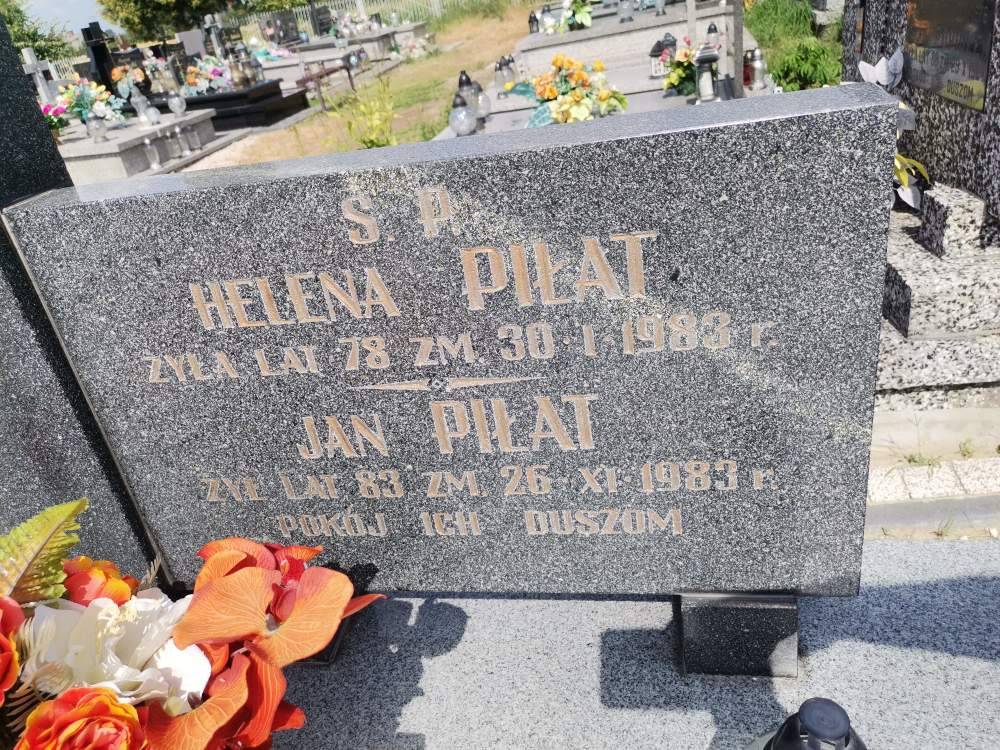 Ś. P.
HELENA PIŁAT
ŻYŁA LAT 78 ZM. 30·I·1983 r.
JAN PIŁAT
ŻYŁ LAT 83 ZM. 26·XI·1983 r.
POKÓJ ICH DUSZOM
DUSZOM